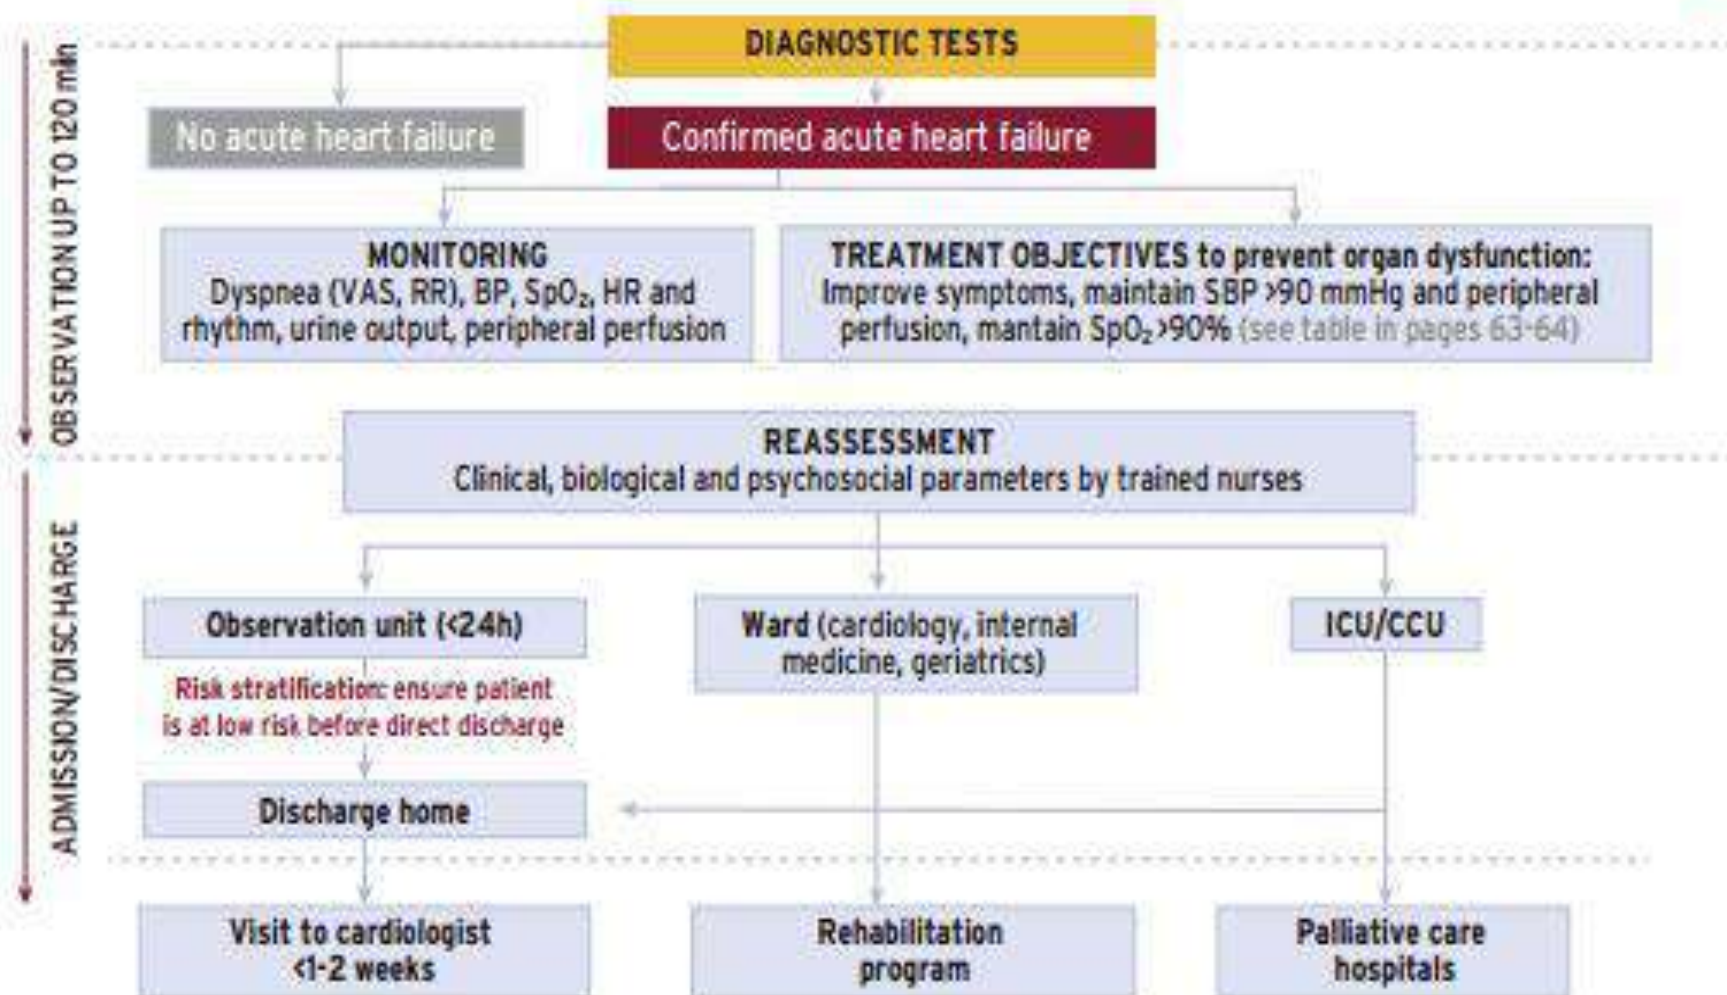 DIAGNOSTIC TESTS
No acute heart failure
Confirmed acute heart failure
OBSERVATION UP TO 120 min
MONITORING
Dyspnea (VAS, RR), BP, SpO₂, HR and
rhythm, urine output, peripheral perfusion
TREATMENT OBJECTIVES to prevent organ dysfunction:
Improve symptoms, maintain SBP >90 mmHg and peripheral
perfusion, mantain SpO₂ >90% (see table in pages 63-64)
REASSESSMENT
Clinical, biological and psychosocial parameters by trained nurses
ADMISSION/DISCHARGE
Observation unit (<24h)
Ward (cardiology, internal
medicine, geriatrics)
ICU/CCU
Risk stratification: ensure patient
is at low risk before direct discharge
Discharge home
Visit to cardiologist
<1-2 weeks
Rehabilitation
program
Palliative care
hospitals